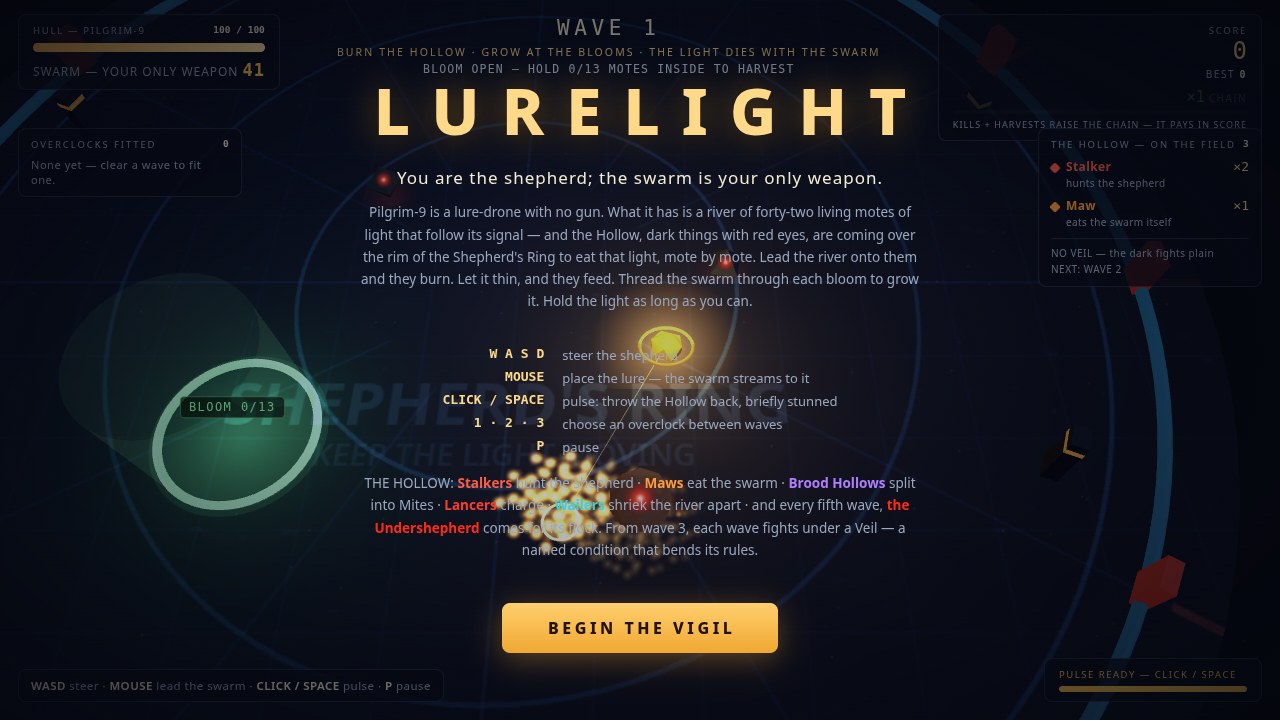 HULL — PILGRIM-9 100 / 100
SWARM — YOUR ONLY WEAPON 41
OVERCLOCKS FITTED 0
None yet — clear a wave to fit
one.
WAVE 1
BURN THE HOLLOW · GROW AT THE BLOOMS · THE LIGHT DIES WITH THE SWARM
BLOOM OPEN — HOLD 0/13 MOTES INSIDE TO HARVEST
SCORE
0
BEST 0
×1 CHAIN
KILLS + HARVESTS RAISE THE CHAIN — IT PAYS IN SCORE
THE HOLLOW — ON THE FIELD 3
Stalker ×2
hunts the shepherd
Maw ×1
eats the swarm itself
NO VEIL — the dark fights plain
NEXT: WAVE 2
LURELIGHT
You are the shepherd; the swarm is your only weapon.
Pilgrim-9 is a lure-drone with no gun. What it has is a river of forty-two living motes of
light that follow its signal — and the Hollow, dark things with red eyes, are coming over
the rim of the Shepherd's Ring to eat that light, mote by mote. Lead the river onto them
and they burn. Let it thin, and they feed. Thread the swarm through each bloom to grow
it. Hold the light as long as you can.
W A S D steer the shepherd
MOUSE place the lure — the swarm streams to it
CLICK / SPACE pulse: throw the Hollow back, briefly stunned
1 · 2 · 3 choose an overclock between waves
P pause
SHEPHERD'S RING
KEEP THE LIGHT MOVING
BLOOM 0/13
THE HOLLOW: Stalkers hunt the shepherd · Maws eat the swarm · Brood Hollows split
into Mites · Lancers charge · Wailers shriek the river apart · and every fifth wave, the
Undershepherd comes for its flock. From wave 3, each wave fights under a Veil — a
named condition that bends its rules.
BEGIN THE VIGIL
WASD steer · MOUSE lead the swarm · CLICK / SPACE pulse · P pause
PULSE READY — CLICK / SPACE